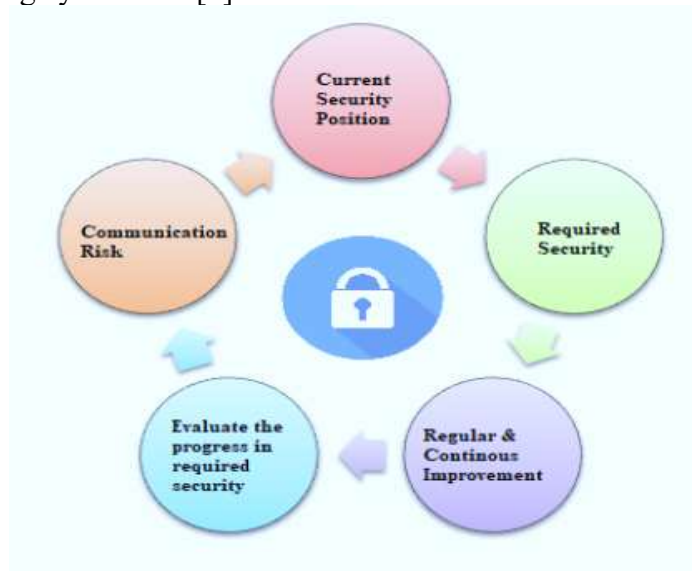 Current
Security
Position
Required
Security
Regular &
Continous
Improvement
Evaluate the
progress in
required
security
Communication
Risk